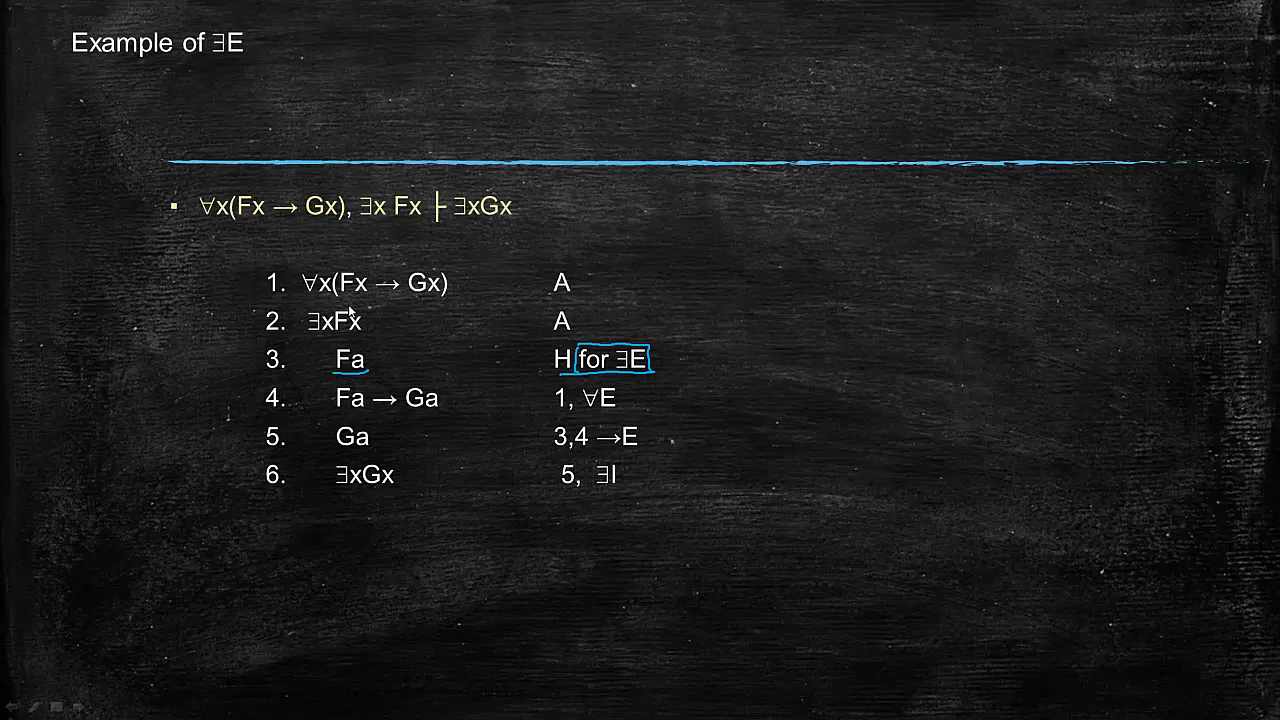 Example of ∃E
▪ ∀x(Fx → Gx), ∃x Fx ├ ∃xGx
1. ∀x(Fx → Gx) A
2. ∃xFx A
3. Fa H for ∃E
4. Fa → Ga 1, ∀E
5. Ga 3,4 →E
6. ∃xGx 5, ∃I